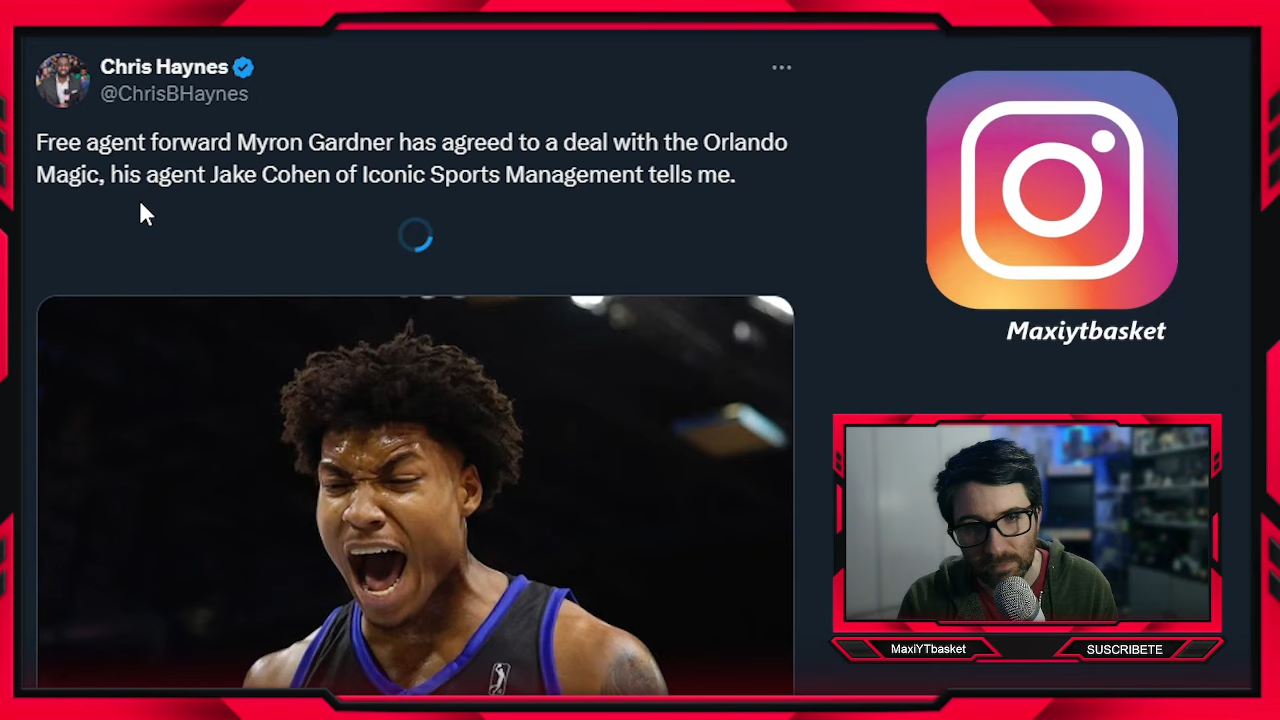 Chris Haynes
@ChrisBHaynes
Free agent forward Myron Gardner has agreed to a deal with the Orlando
Magic, his agent Jake Cohen of Iconic Sports Management tells me.
Maxiytbasket
MaxiYTbasket
SUSCRIBETE